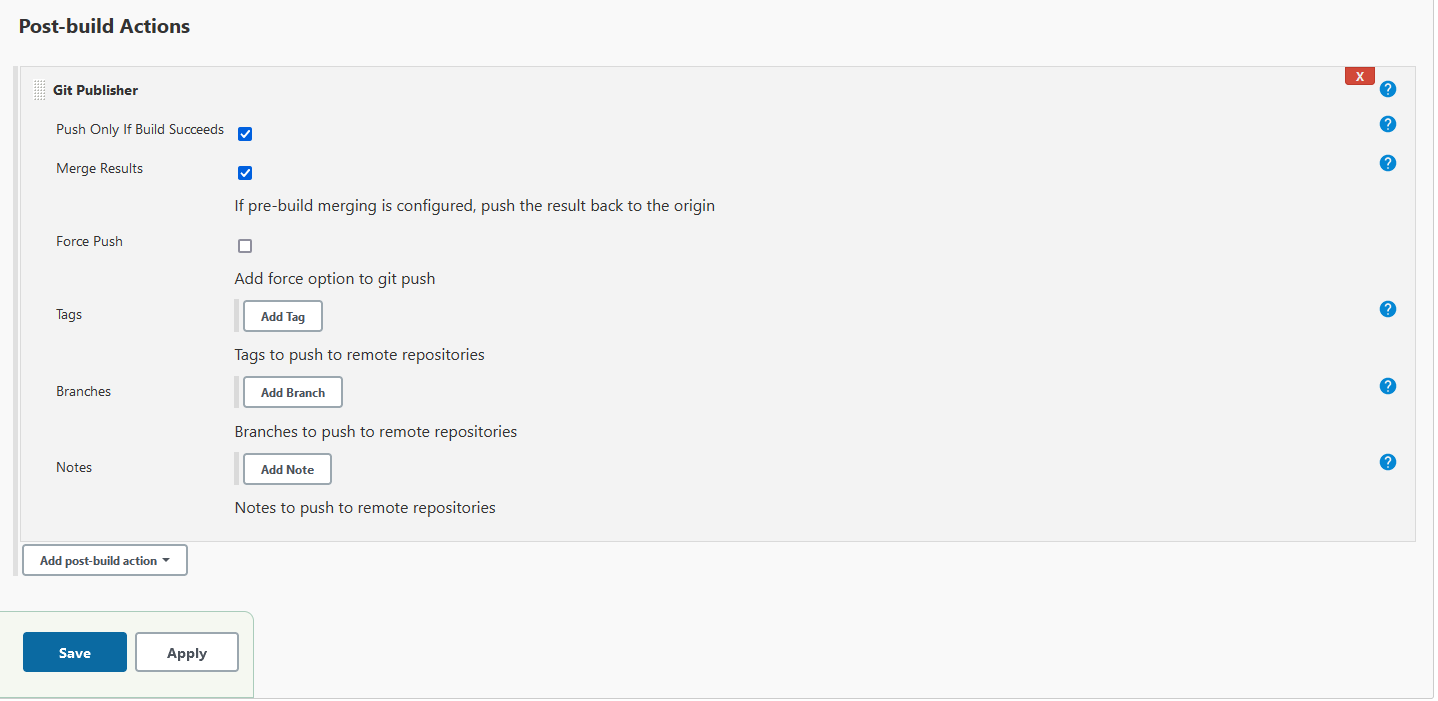 Post-build Actions
Git Publisher
X
?
Push Only If Build Succeeds
?
Merge Results
?
If pre-build merging is configured, push the result back to the origin
Force Push
Add force option to git push
Tags
Add Tag
?
Tags to push to remote repositories
Branches
Add Branch
?
Branches to push to remote repositories
Notes
Add Note
?
Notes to push to remote repositories
Add post-build action
Save
Apply